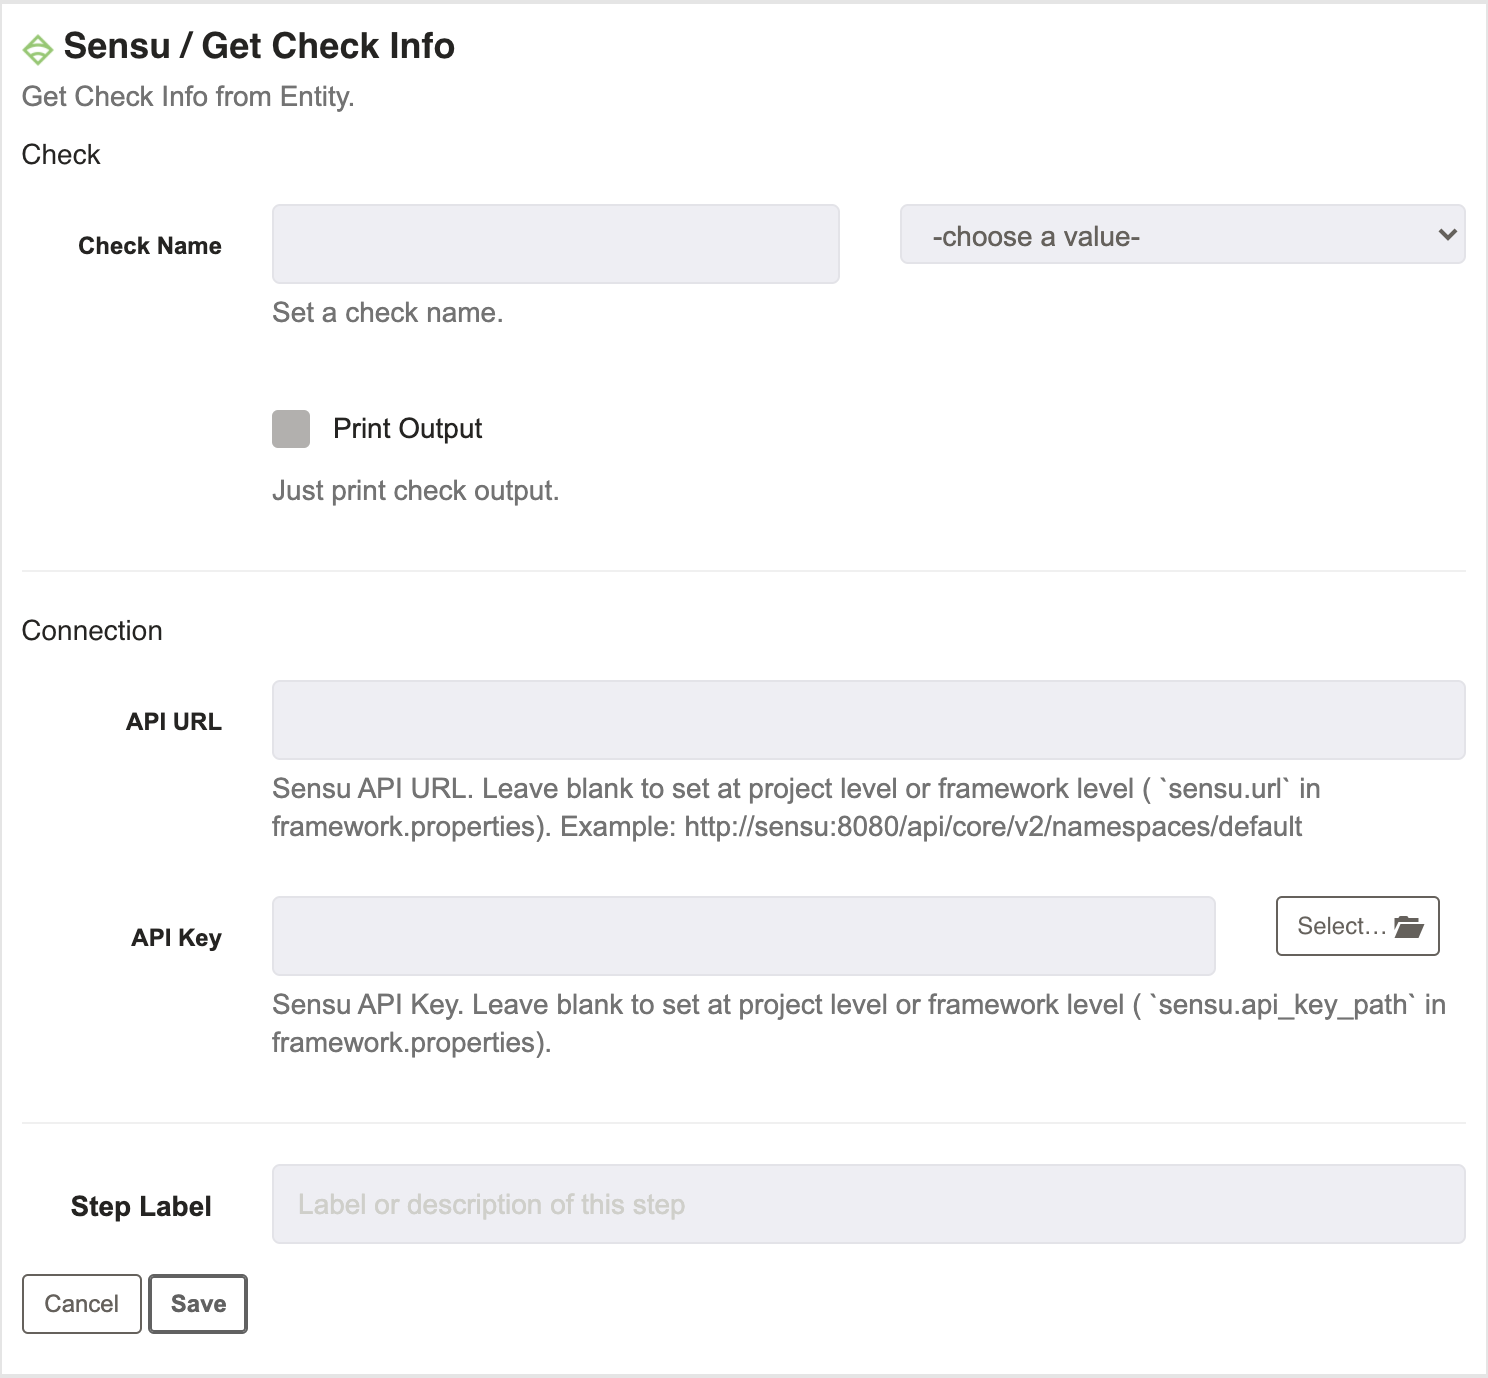 Sensu / Get Check Info
Get Check Info from Entity.
Check
Check Name
-choose a value-
Set a check name.
Print Output
Just print check output.
Connection
API URL
Sensu API URL. Leave blank to set at project level or framework level ( `sensu.url` in
framework.properties). Example: http://sensu:8080/api/core/v2/namespaces/default
API Key
Select...
Sensu API Key. Leave blank to set at project level or framework level ( `sensu.api_key_path` in
framework.properties).
Step Label
Label or description of this step
Cancel
Save